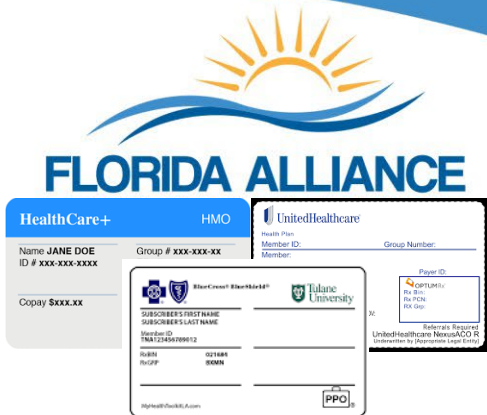 FLORIDA ALLIANCE
HealthCare+ HMO
Name JANE DOE Group # xxx-xxx-xx
ID # xxx-xxx-xxxx
Copay $xxx.xx
UnitedHealthcare
Health Plan
Member ID: Group Number:
Member:
Payer ID:
OPTUMRx
Rx Bin:
Rx PCN:
RX Grp:
Referrals Required
UnitedHealthcare NexusACO R
Underwritten by [Appropriate Legal Entity]
BlueCross® BlueShield®
Tulane
University
SUBSCRIBER'S FIRST NAME
SUBSCRIBER'S LAST NAME
Member ID
TNA123456789012
RxBIN 021684
RxGRP BXMN
MyHealthToolkitLA.com
PPO®